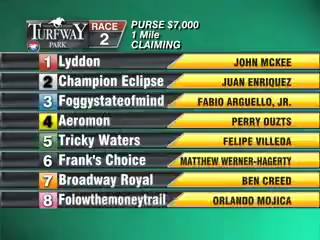 TURFWAY
PARK
RACE
2
PURSE $7,000
1 Mile
CLAIMING
1 Lyddon JOHN MCKEE
2 Champion Eclipse JUAN ENRIQUEZ
3 Foggystateofmind FABIO ARGUELLO, JR.
4 Aeromon PERRY OUZTS
5 Tricky Waters FELIPE VILLEDA
6 Frank's Choice MATTHEW WERNER-HAGERTY
7 Broadway Royal BEN CREED
8 Folowthemoneytrail ORLANDO MOJICA